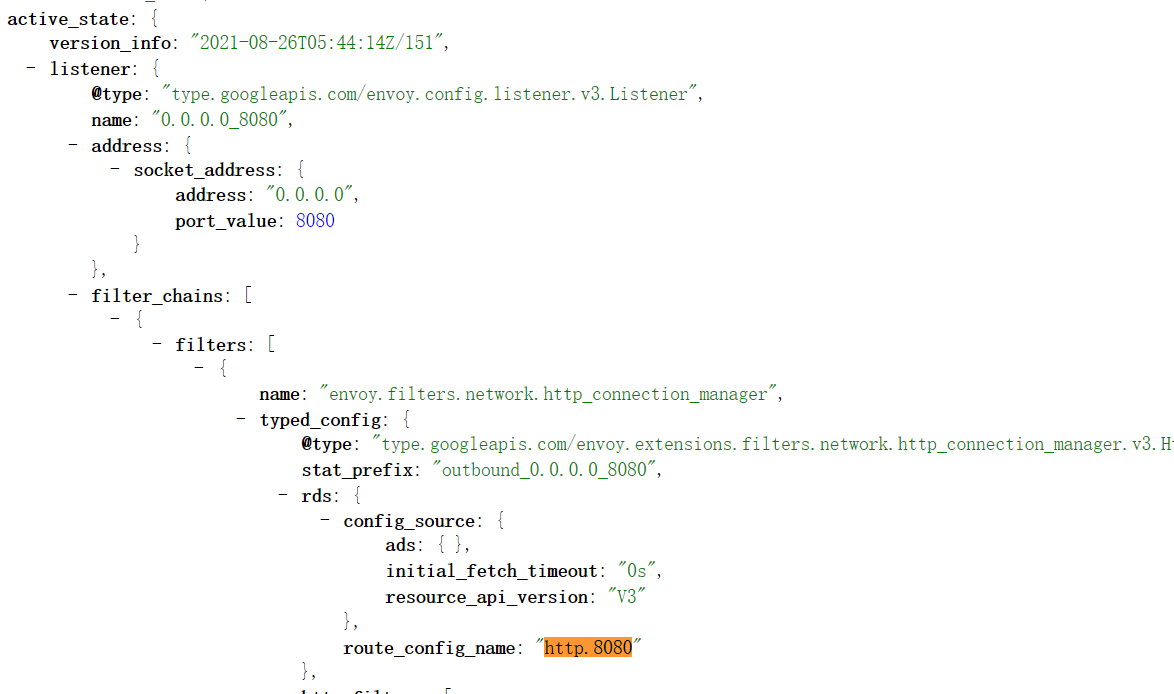 active_state: {
version_info: "2021-08-26T05:44:14Z/151",
- listener: {
@type: "type.googleapis.com/envoy.config.listener.v3.Listener",
name: "0.0.0.0_8080",
- address: {
- socket_address: {
address: "0.0.0.0",
port_value: 8080
}
},
- filter_chains: [
- {
- filters: [
- {
name: "envoy.filters.network.http_connection_manager",
- typed_config: {
@type: "type.googleapis.com/envoy.extensions.filters.network.http_connection_manager.v3.H
stat_prefix: "outbound_0.0.0.0_8080",
- rds: {
- config_source: {
ads: { },
initial_fetch_timeout: "0s",
resource_api_version: "V3"
},
route_config_name: "http.8080"
},